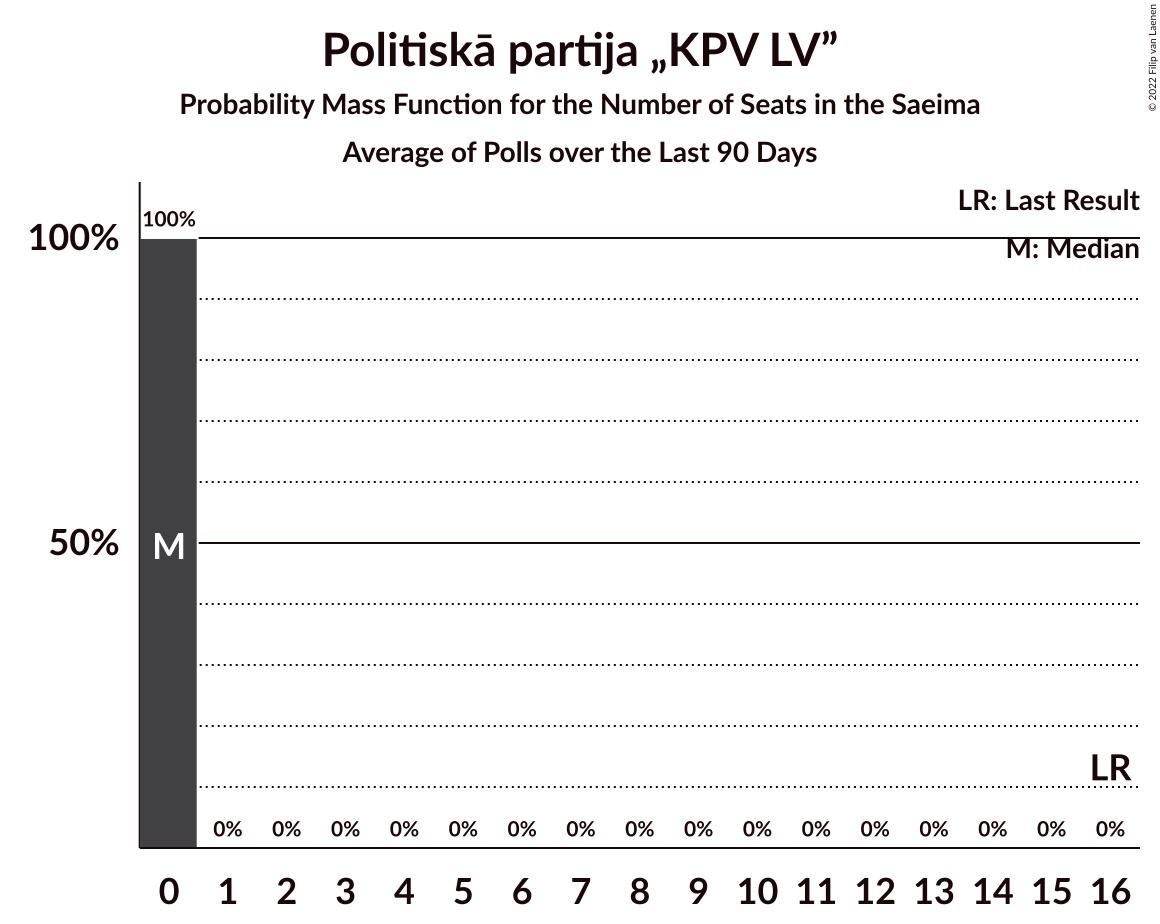 Politiskā partija „KPV LV”
Probability Mass Function for the Number of Seats in the Saeima
Average of Polls over the Last 90 Days
© 2022 Filip van Laenen
LR: Last Result
M: Median
100%
100%
50%
M
LR
0% 0% 0% 0% 0% 0% 0% 0% 0% 0% 0% 0% 0% 0% 0% 0%
0 1 2 3 4 5 6 7 8 9 10 11 12 13 14 15 16